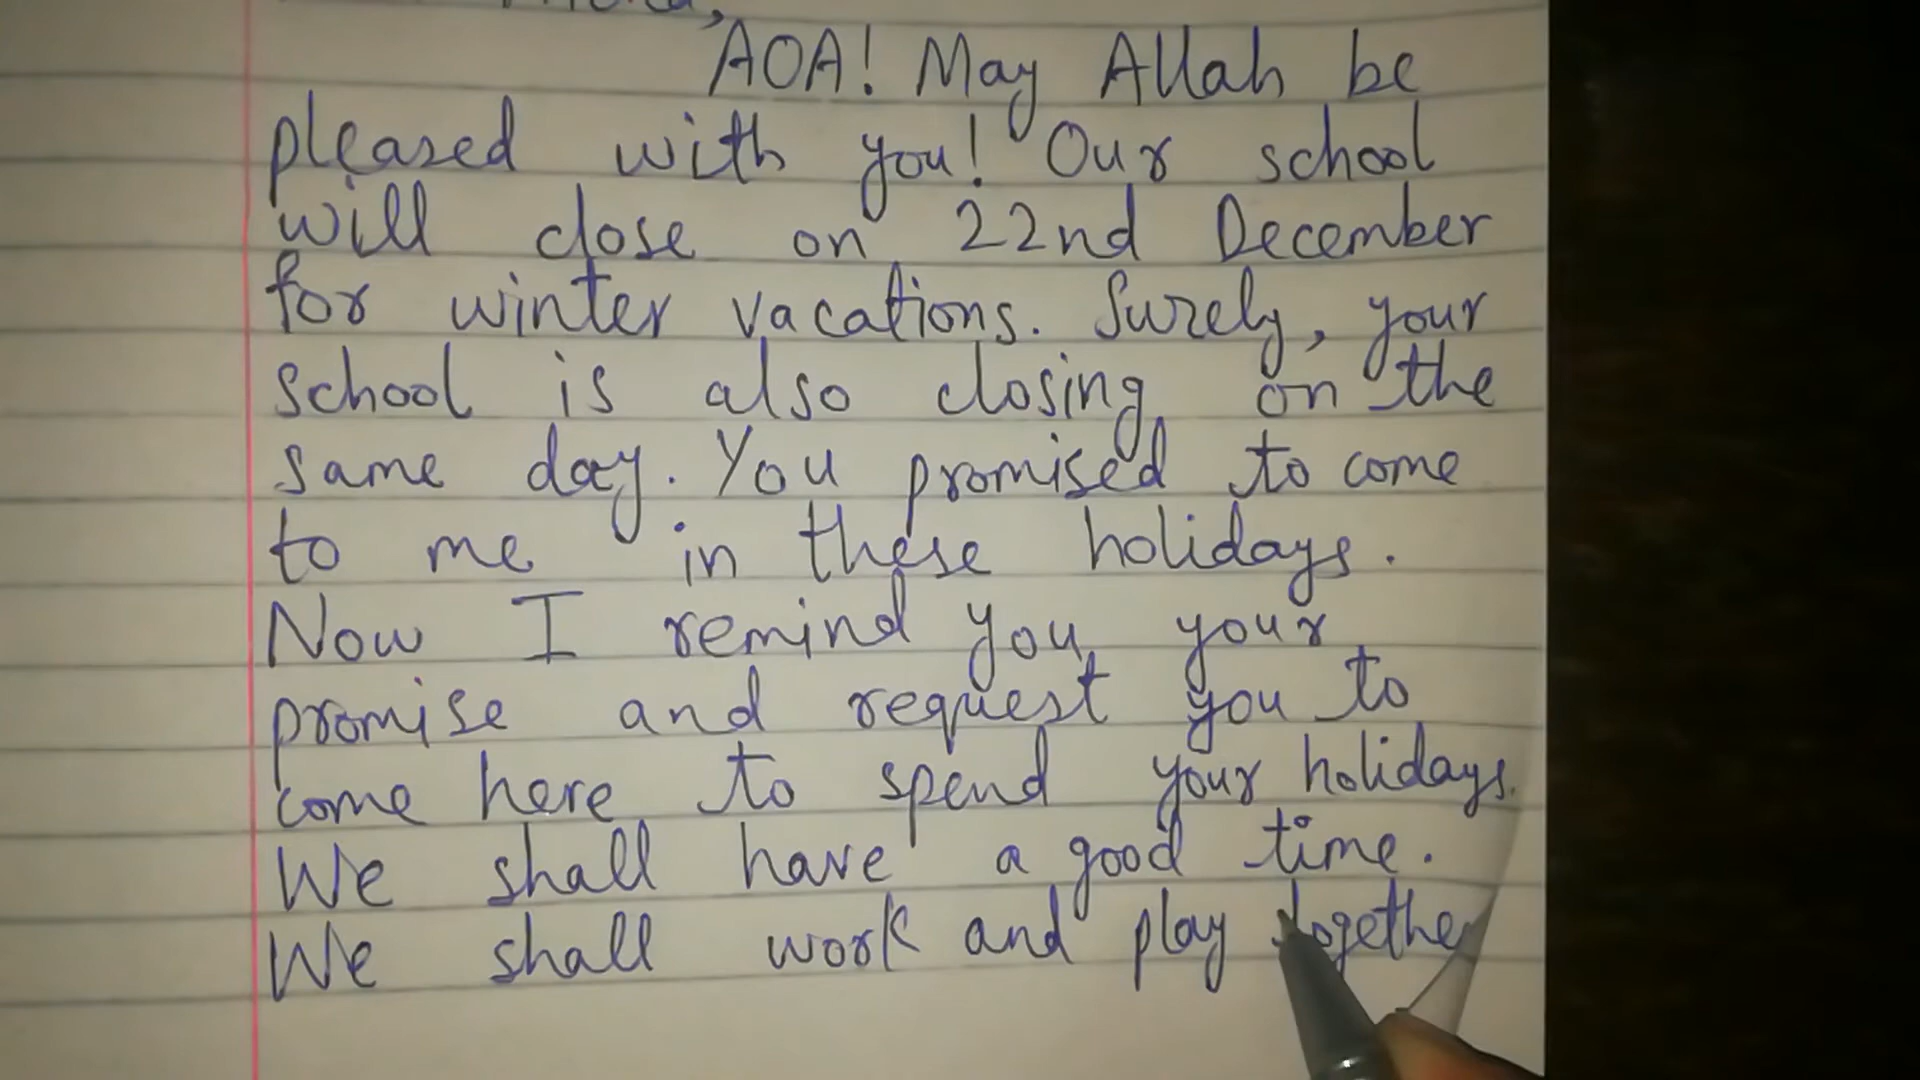 AOA! May Allah be
pleased with you! Our school
will close on 22nd December
for winter vacations. Surely, your
school is also closing on the
same day. You promised to come
to me in these holidays.
Now I remind you your
promise and request you to
come here to spend your holidays.
We shall have a good time.
We shall work and play togethe